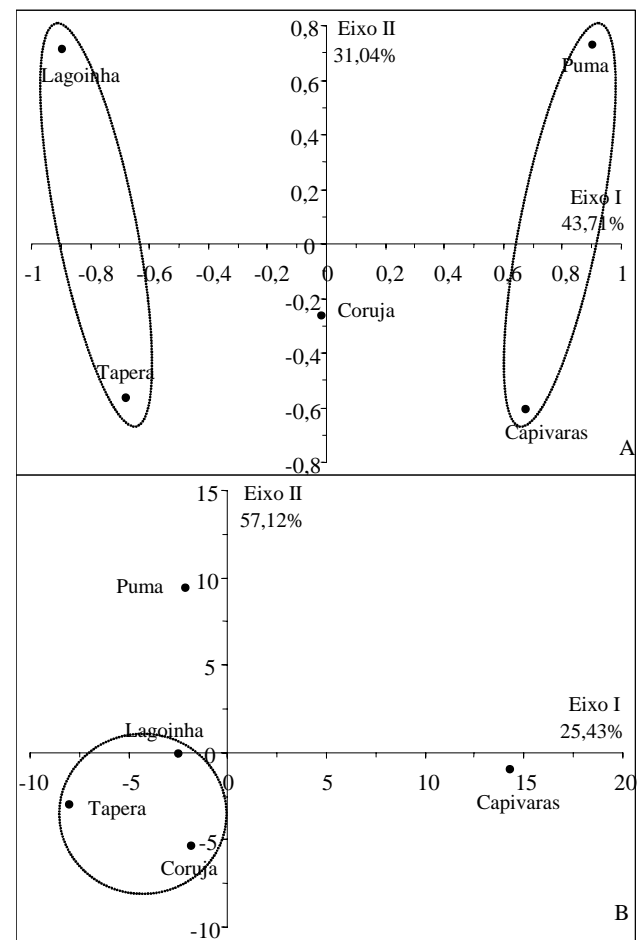 0,8
Eixo II
31,04%
Lagoinha
Puma
0,6
0,4
0,2
Eixo I
43,71%
0
-1
-0,8
-0,6
-0,4
-0,2
0
0,2
0,4
0,6
0,8
1
-0,2
Coruja
-0,4
Tapera
-0,6
Capivaras
-0,8
A
15
Eixo II
57,12%
Puma
10
5
Eixo I
25,43%
Lagoinha
0
-10
-5
0
5
10
15
20
Tapera
Capivaras
-5
Coruja
-10
B